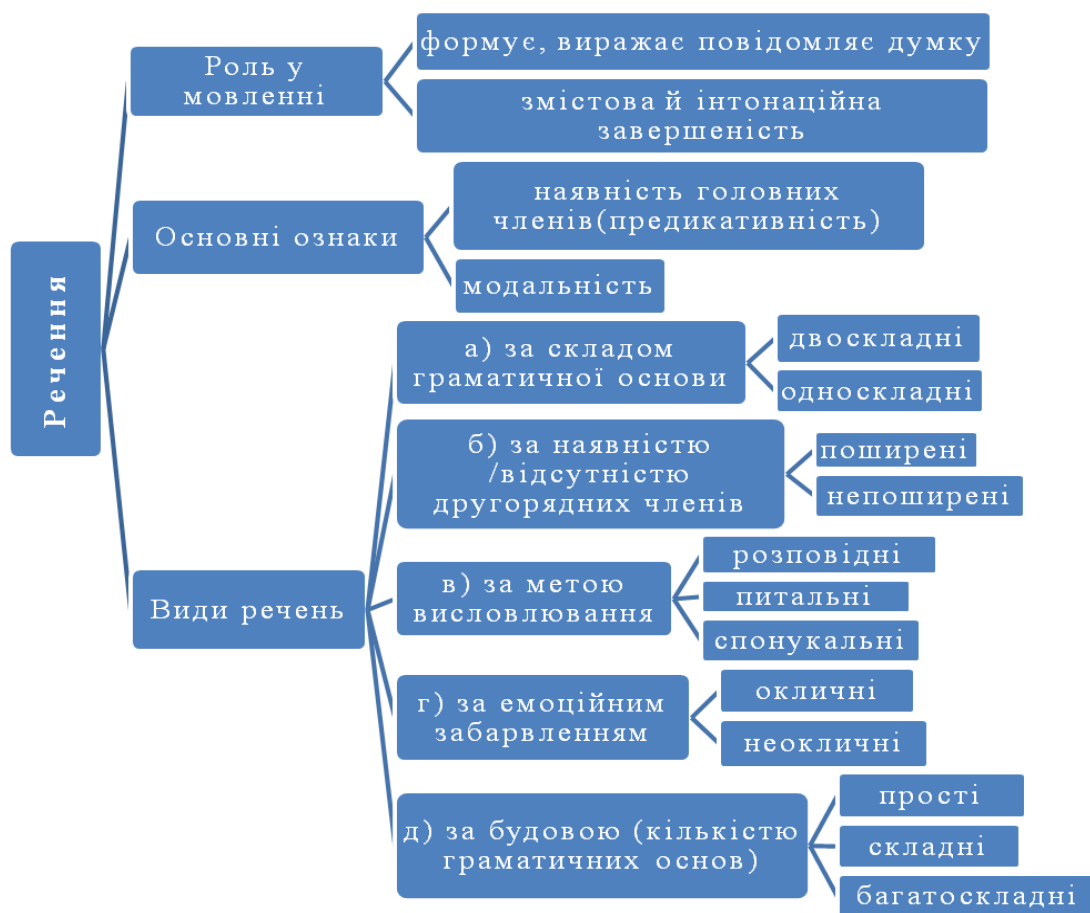 Речення
Роль у
мовленні
формує, виражає повідомляє думку
змістова й інтонаційна
завершеність
Основні ознаки
наявність головних
членів(предикативність)
модальність
Види речень
а) за складом
граматичної основи
двоскладні
односкладні
б) за наявністю
/відсутністю
другорядних членів
поширені
непоширені
в) за метою
висловлювання
розповідні
питальні
спонукальні
г) за емоційним
забарвленням
окличні
неокличні
д) за будовою (кількістю
граматичних основ)
прості
складні
багатоскладні